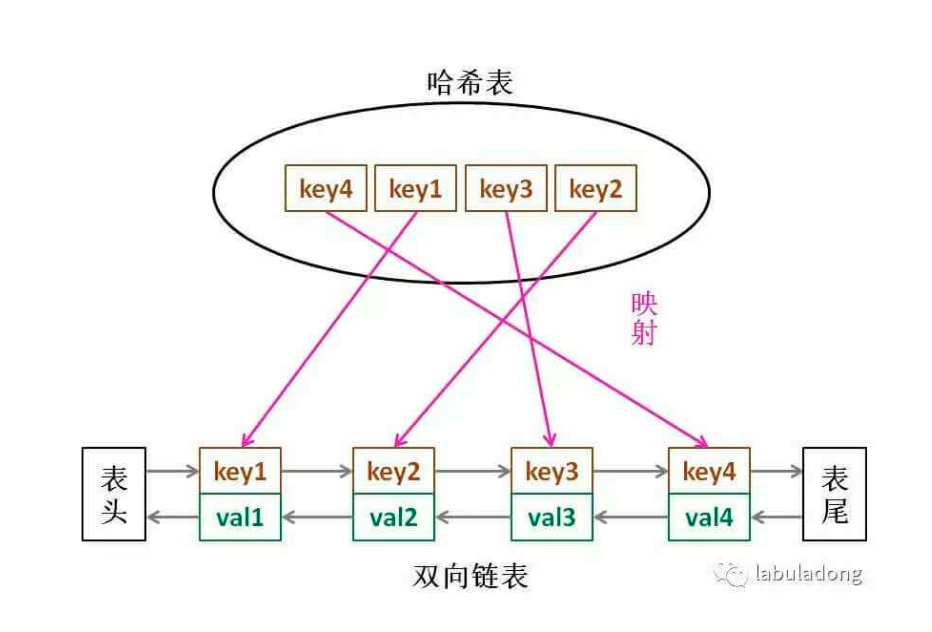 哈希表
key4 key1 key3 key2
映
射
表
头
key1 key2 key3 key4
val1 val2 val3 val4
表
尾
双向链表
labuladong